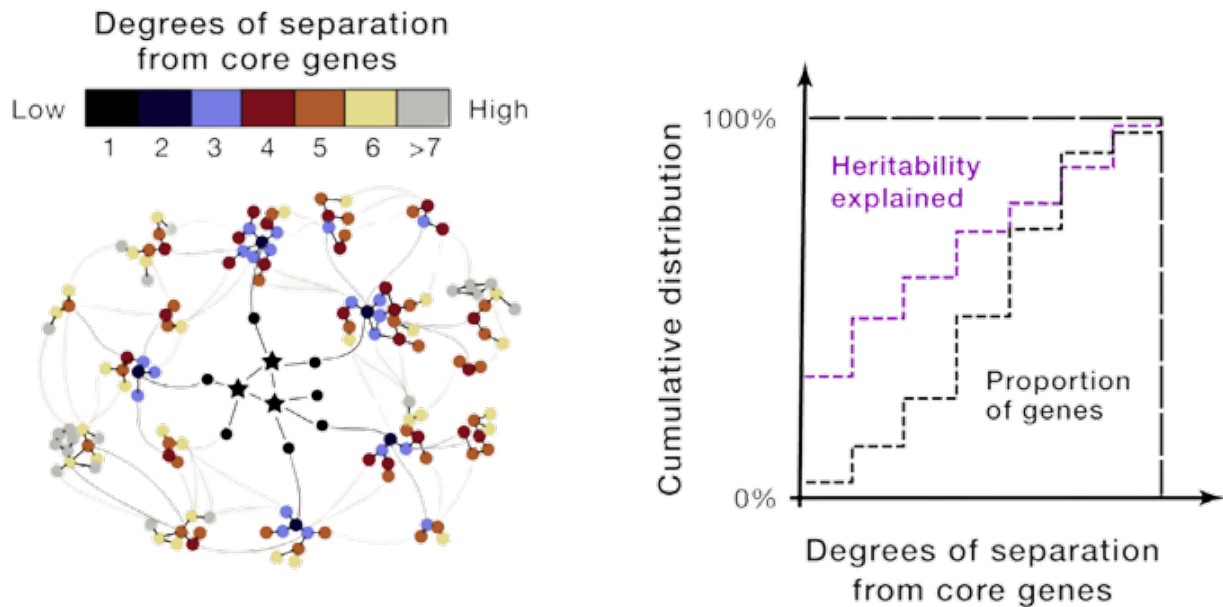 Degrees of separation
from core genes
Low
High
1 2 3 4 5 6 >7
100%
Heritability
explained
Cumulative distribution
Proportion
of genes
0%
Degrees of separation
from core genes